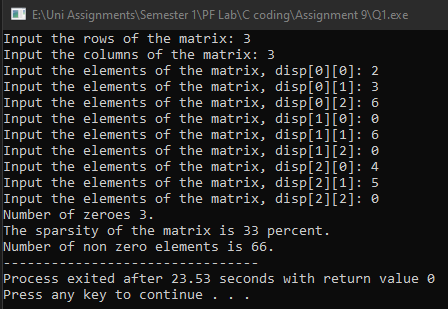 E:\Uni Assignments\Semester 1\PF Lab\C coding\Assignment 9\Q1.exe
Input the rows of the matrix: 3
Input the columns of the matrix: 3
Input the elements of the matrix, disp[0][0]: 2
Input the elements of the matrix, disp[0][1]: 3
Input the elements of the matrix, disp[0][2]: 6
Input the elements of the matrix, disp[1][0]: 0
Input the elements of the matrix, disp[1][1]: 6
Input the elements of the matrix, disp[1][2]: 0
Input the elements of the matrix, disp[2][0]: 4
Input the elements of the matrix, disp[2][1]: 5
Input the elements of the matrix, disp[2][2]: 0
Number of zeroes 3.
The sparsity of the matrix is 33 percent.
Number of non zero elements is 66.
--------------------------------
Process exited after 23.53 seconds with return value 0
Press any key to continue . . .